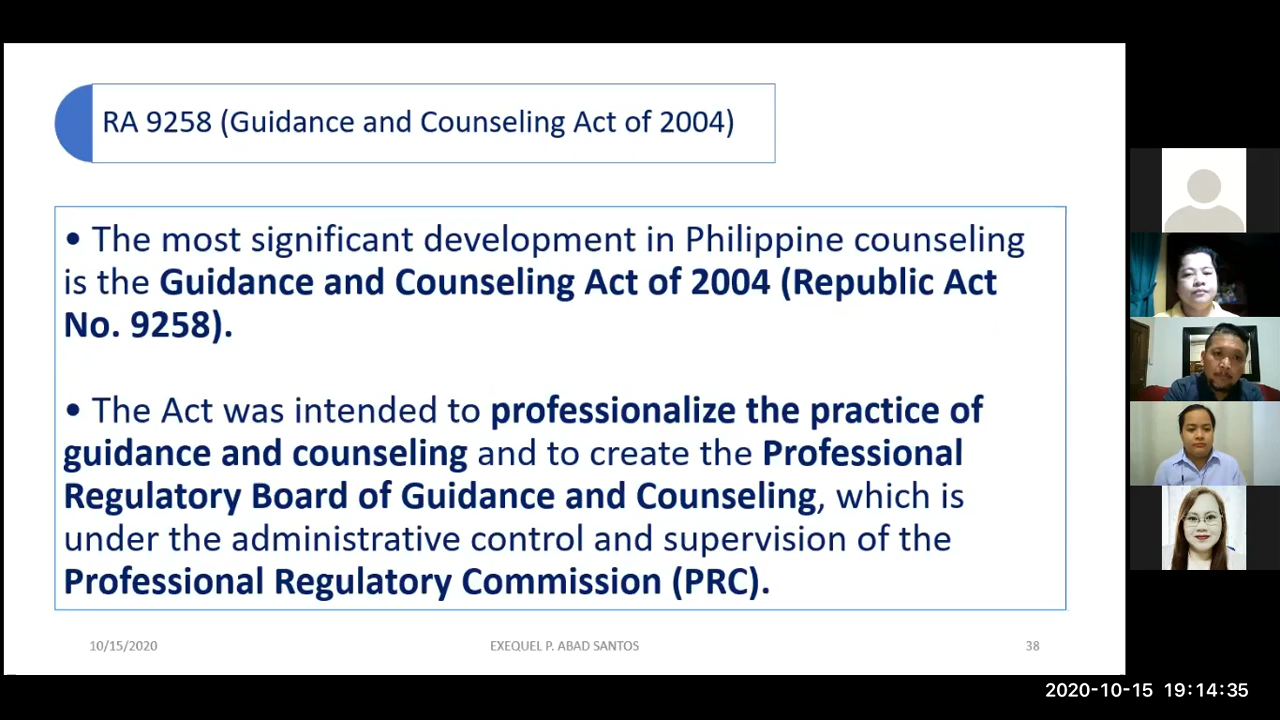 RA 9258 (Guidance and Counseling Act of 2004)
• The most significant development in Philippine counseling
is the Guidance and Counseling Act of 2004 (Republic Act
No. 9258).
• The Act was intended to professionalize the practice of
guidance and counseling and to create the Professional
Regulatory Board of Guidance and Counseling, which is
under the administrative control and supervision of the
Professional Regulatory Commission (PRC).
10/15/2020
EXEQUEL P. ABAD SANTOS
38
2020-10-15 19:14:35